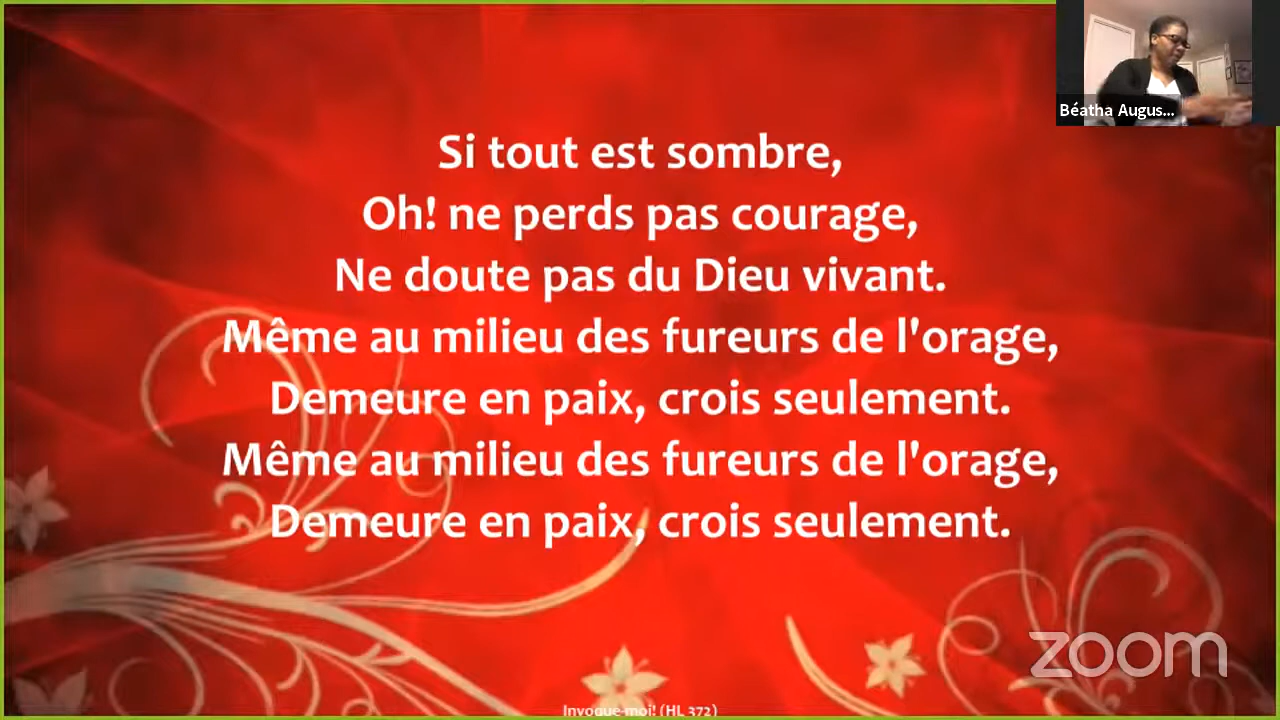 Béatha Augus...
Si tout est sombre,
Oh! ne perds pas courage,
Ne doute pas du Dieu vivant.
Même au milieu des fureurs de l'orage,
Demeure en paix, crois seulement.
Même au milieu des fureurs de l'orage,
Demeure en paix, crois seulement.
zoom
Invoque-moi! (HL 372)